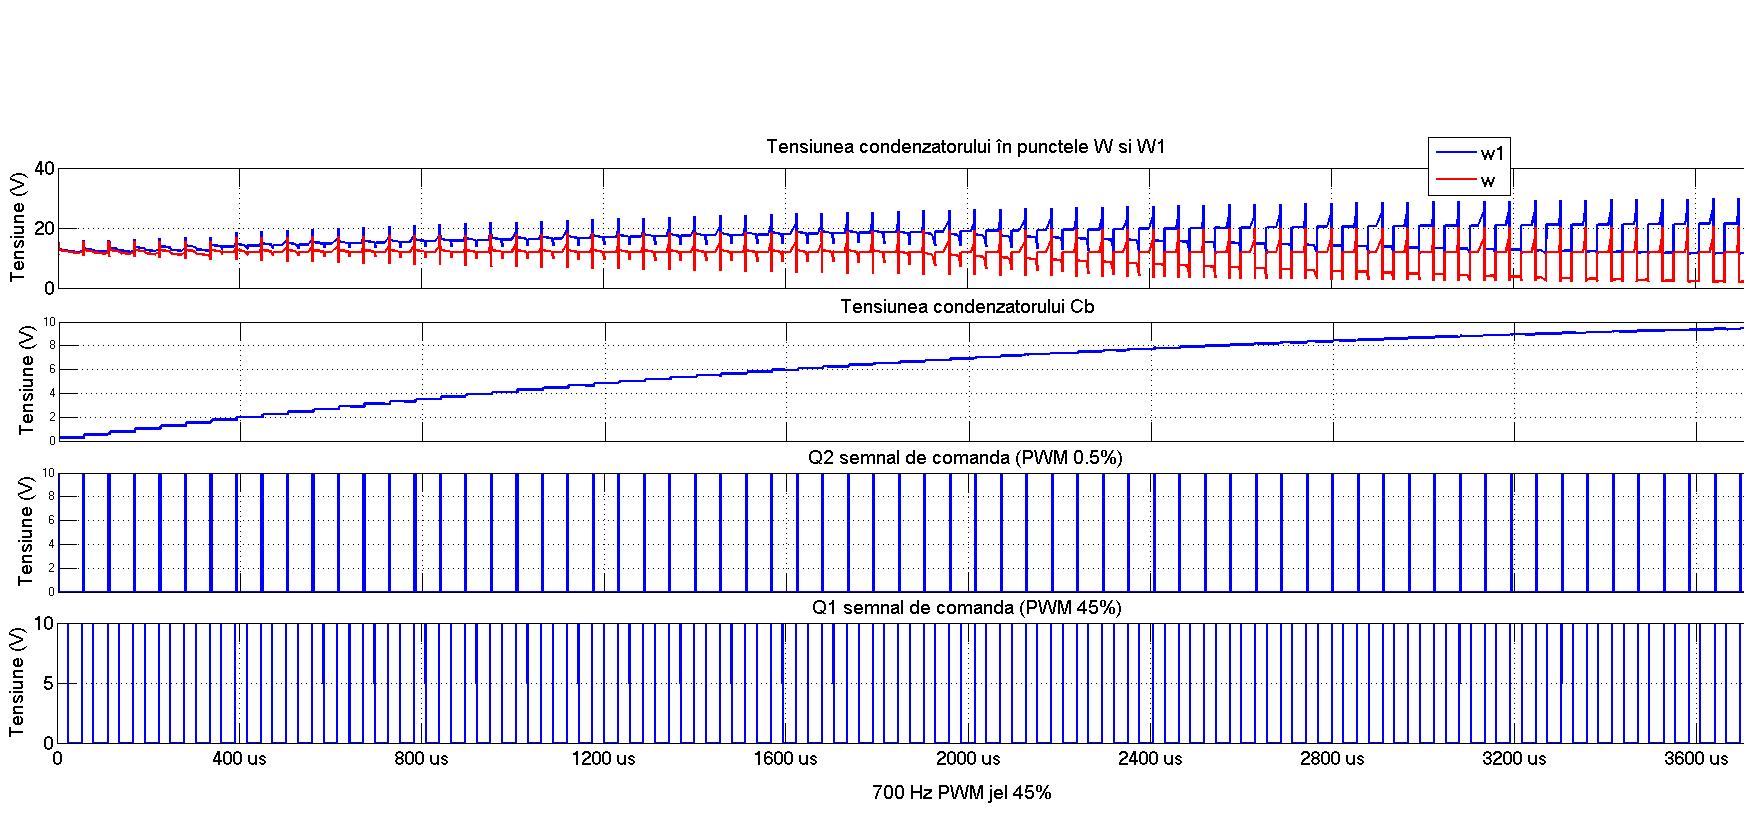 Tensiunea condenzatorului în punctele W si W1
w1
w
Tensiune (V)
40
20
0
Tensiunea condenzatorului Cb
Tensiune (V)
10
8
6
4
2
0
Q2 semnal de comanda (PWM 0.5%)
Tensiune (V)
10
8
6
4
2
0
Q1 semnal de comanda (PWM 45%)
Tensiune (V)
10
5
0
0 400 us 800 us 1200 us 1600 us 2000 us 2400 us 2800 us 3200 us 3600 us
700 Hz PWM jel 45%